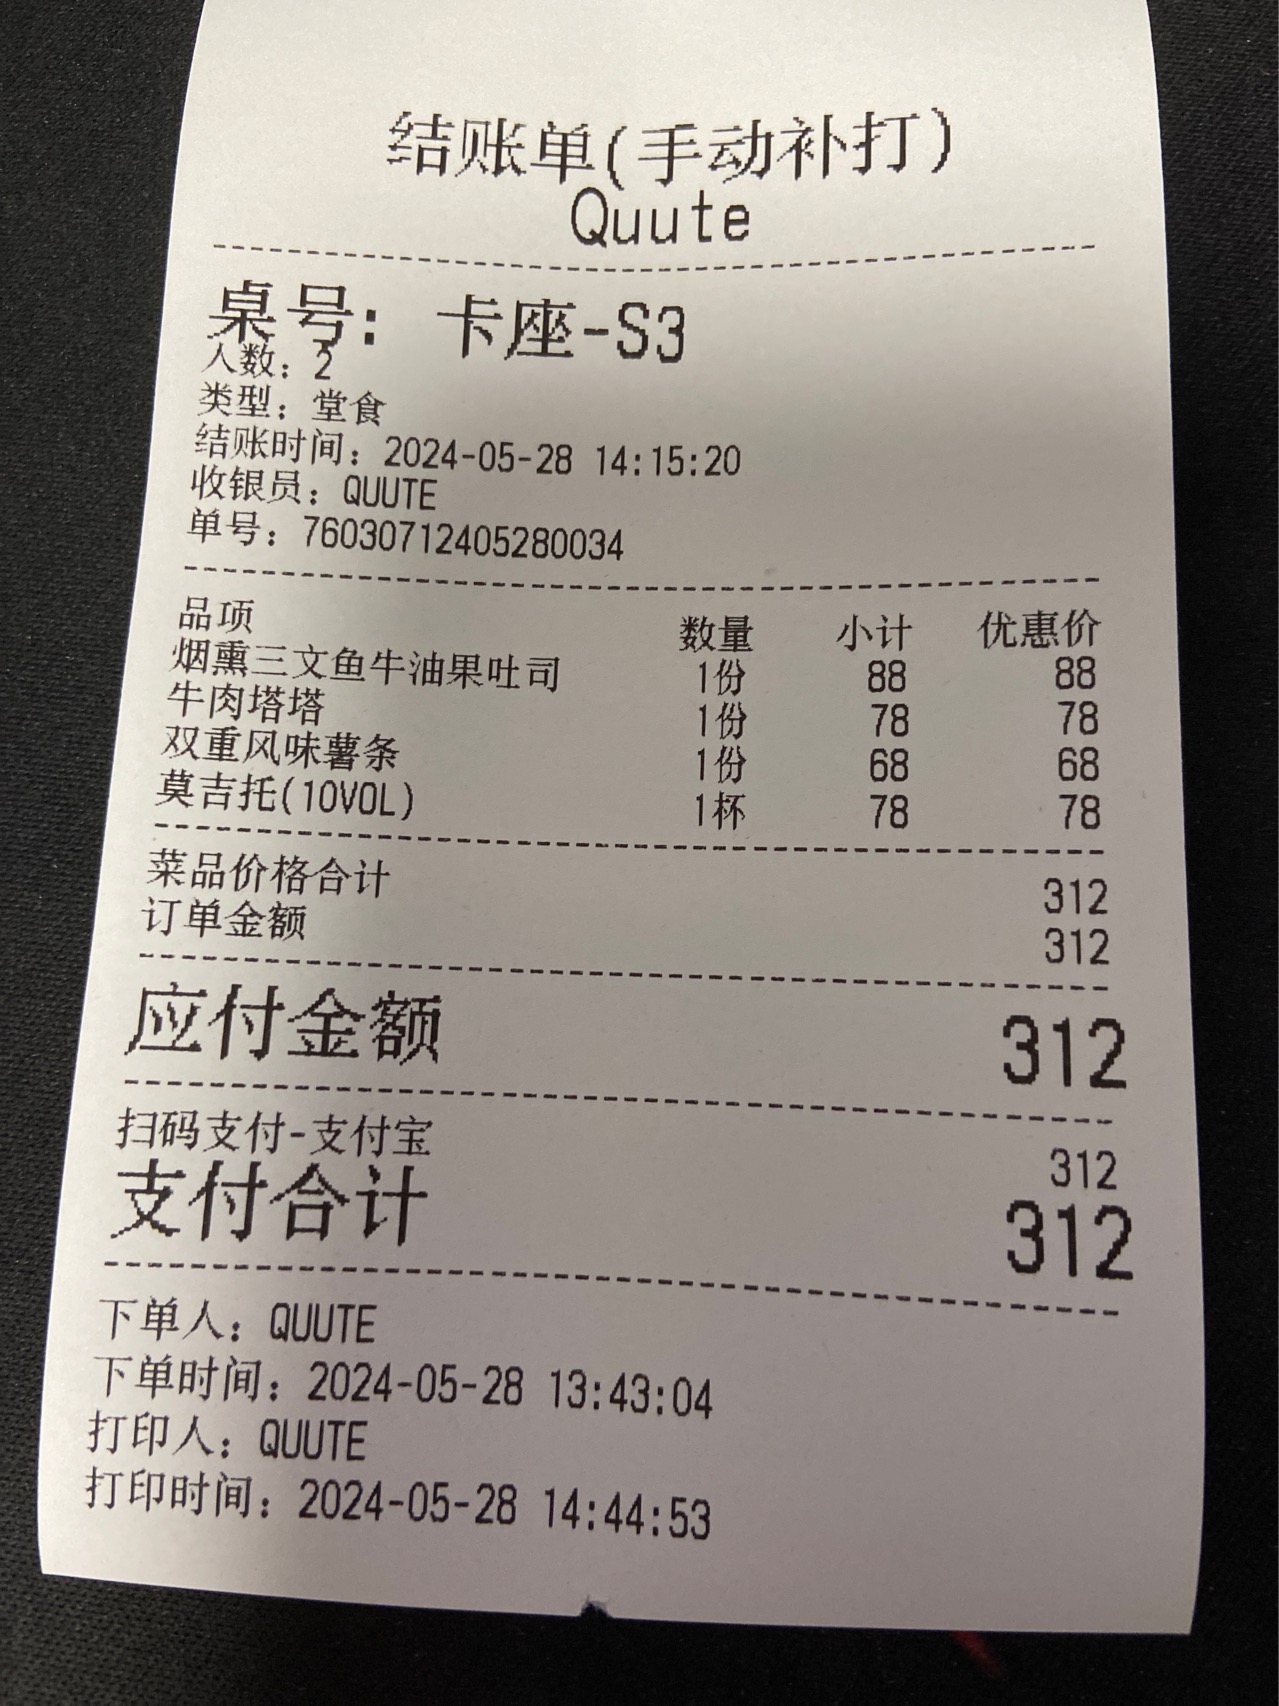 结账单(手动补打)
Quute
桌号: 卡座-S3
人数: 2
类型: 堂食
结账时间: 2024-05-28 14:15:20
收银员: QUUTE
单号: 76030712405280034
品项 数量 小计 优惠价
烟熏三文鱼牛油果吐司 1份 88 88
牛肉塔塔 1份 78 78
双重风味薯条 1份 68 68
莫吉托(10VOL) 1杯 78 78
菜品价格合计 312
订单金额 312
应付金额 312
扫码支付-支付宝 312
支付合计 312
下单人: QUUTE
下单时间: 2024-05-28 13:43:04
打印人: QUUTE
打印时间: 2024-05-28 14:44:53